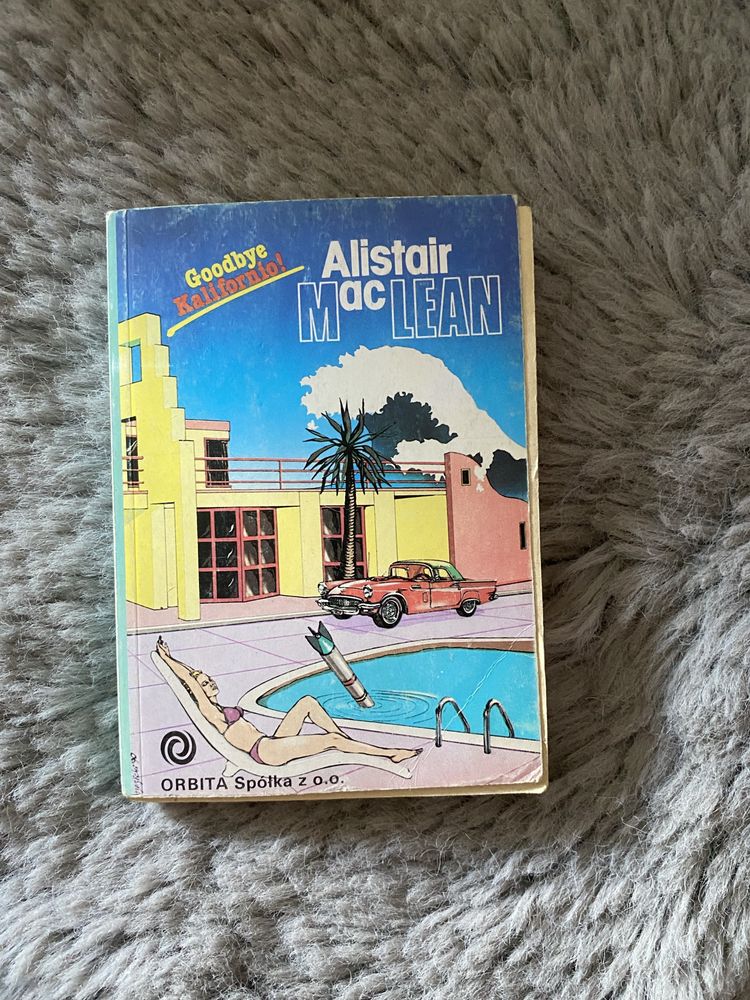 Goodbye
Kalifornio!
Alistair
MacLEAN
ORBITA Spółka z o.o.